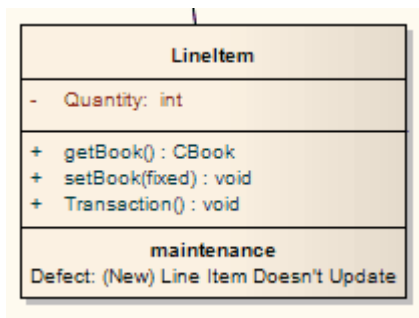 LineItem
- Quantity: int
+ getBook() : CBook
+ setBook(fixed) : void
+ Transaction() : void
maintenance
Defect: (New) Line Item Doesn't Update